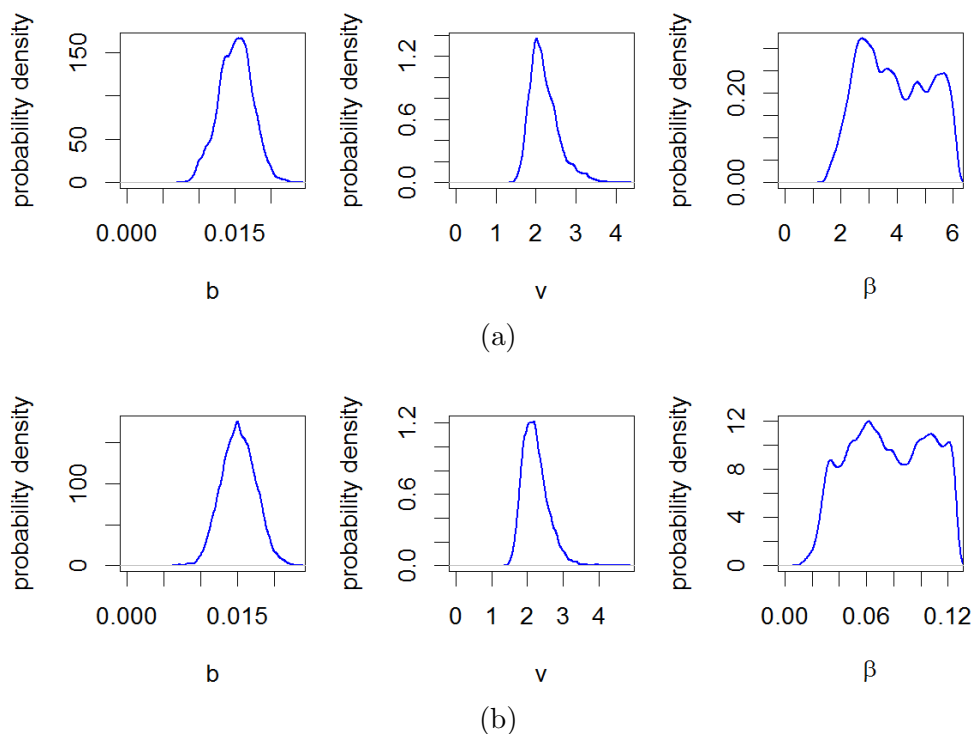 probability density
0 50 150
0.000 0.015
b
probability density
0.0 0.6 1.2
0 1 2 3 4
v
probability density
0.00 0.20
0 2 4 6
β
(a)
probability density
0 100
0.000 0.015
b
probability density
0.0 0.6 1.2
0 1 2 3 4
v
probability density
0 4 8 12
0.00 0.06 0.12
β
(b)